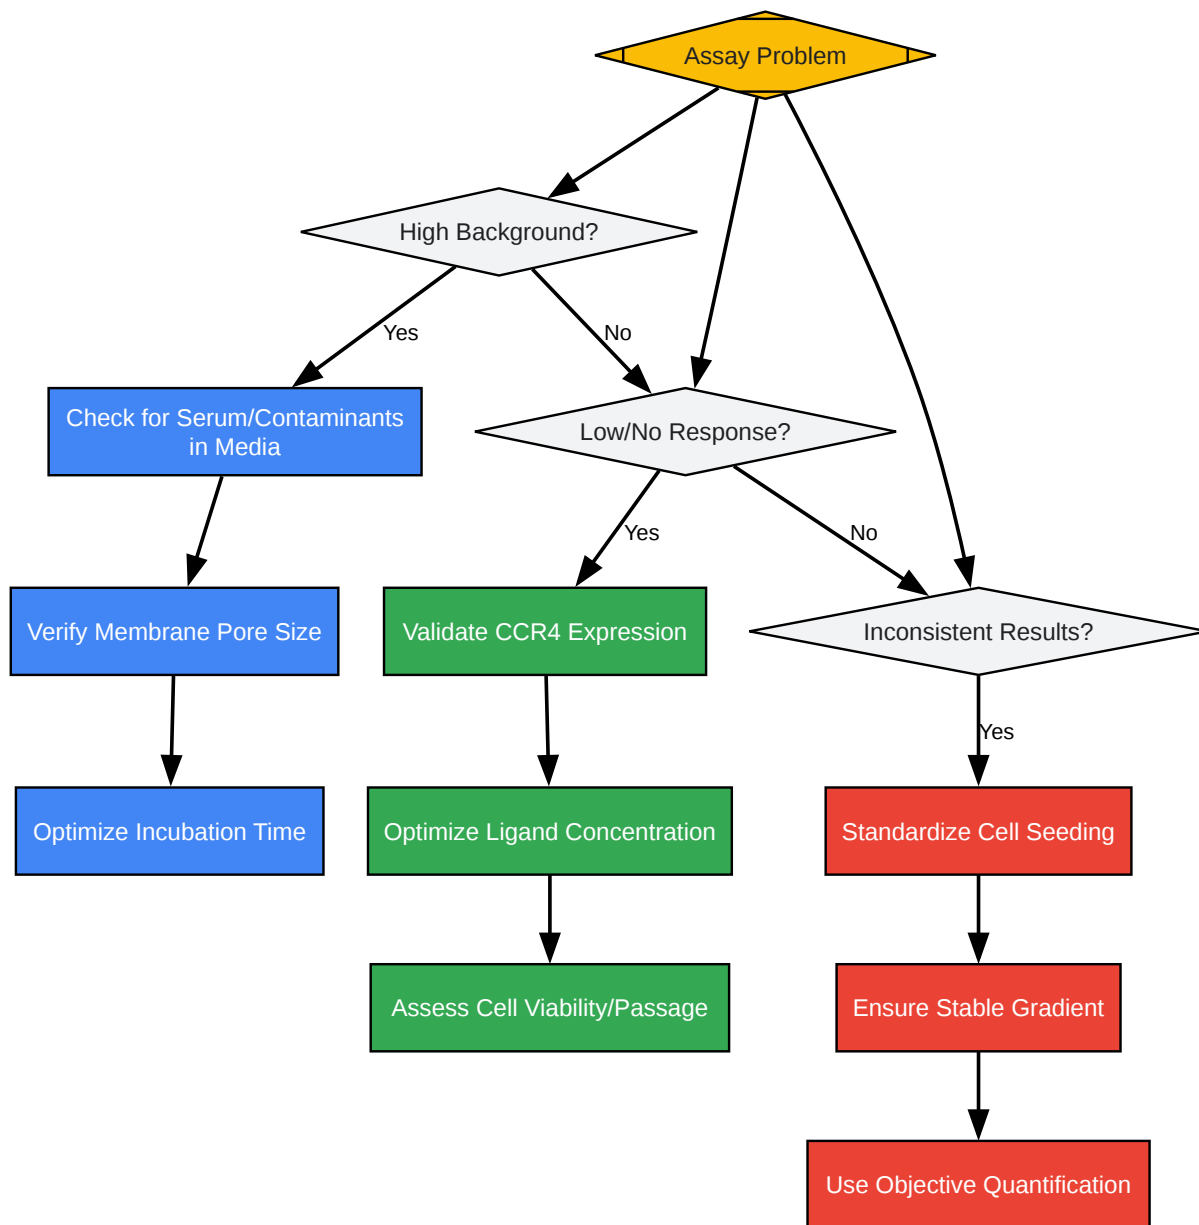 Assay Problem
High Background?
Yes
No
Check for Serum/Contaminants
in Media
Low/No Response?
Yes
No
Verify Membrane Pore Size
Validate CCR4 Expression
Inconsistent Results?
Yes
Optimize Incubation Time
Optimize Ligand Concentration
Standardize Cell Seeding
Assess Cell Viability/Passage
Ensure Stable Gradient
Use Objective Quantification